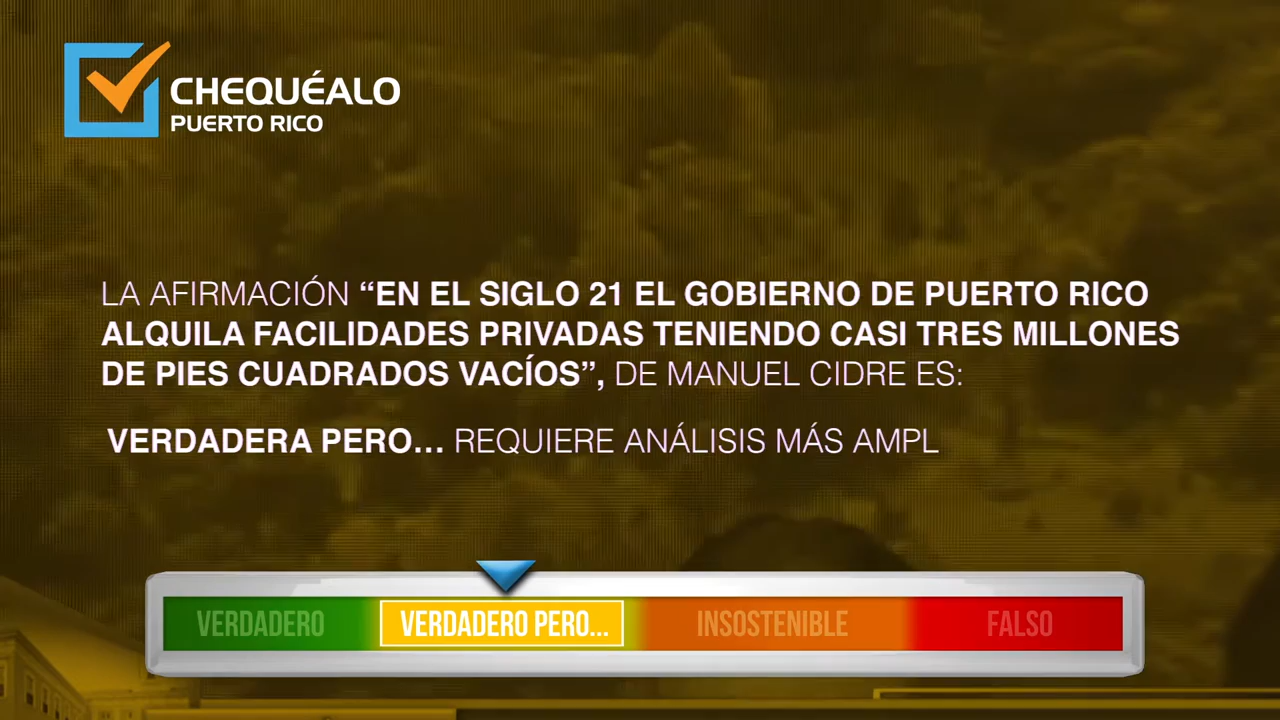 CHEQUÉALO
PUERTO RICO
LA AFIRMACIÓN “EN EL SIGLO 21 EL GOBIERNO DE PUERTO RICO
ALQUILA FACILIDADES PRIVADAS TENIENDO CASI TRES MILLONES
DE PIES CUADRADOS VACÍOS”, DE MANUEL CIDRE ES:
VERDADERA PERO... REQUIERE ANÁLISIS MÁS AMPL
VERDADERO VERDADERO PERO... INSOSTENIBLE FALSO